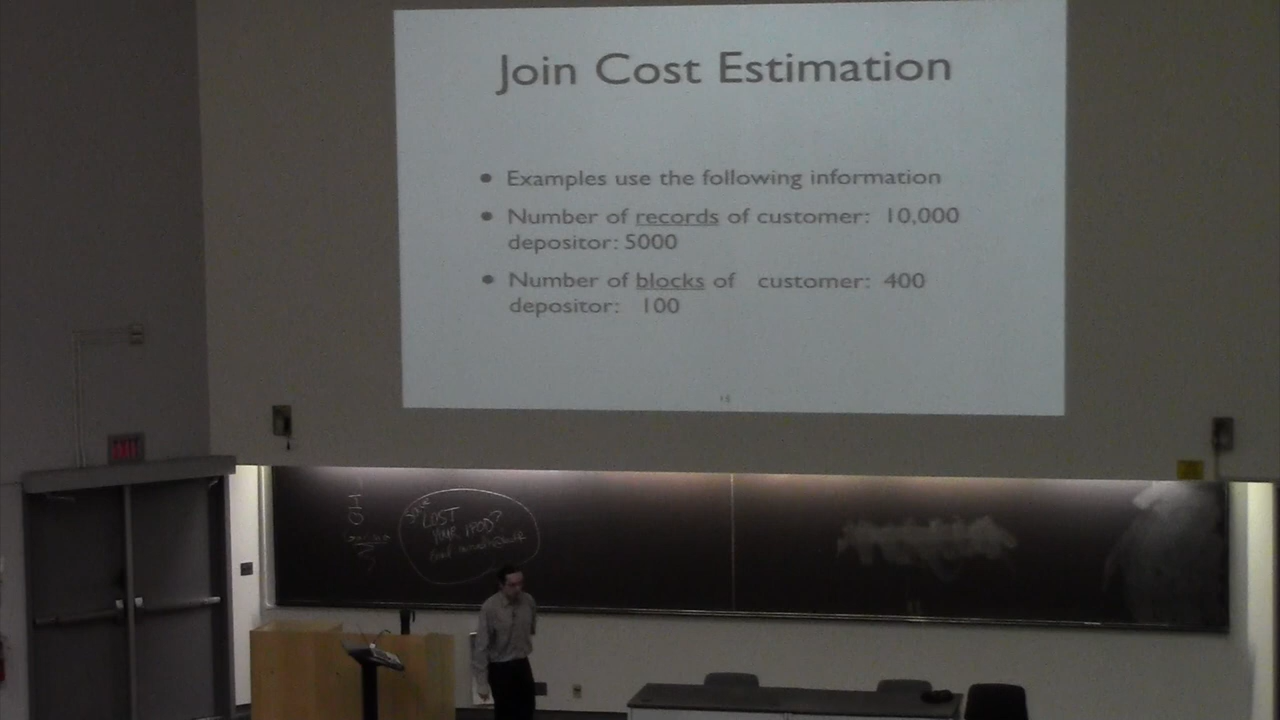 Join Cost Estimation
• Examples use the following information
• Number of records of customer: 10,000
depositor: 5000
• Number of blocks of customer: 400
depositor: 100
EXIT
LOST
YOUR IPOD?